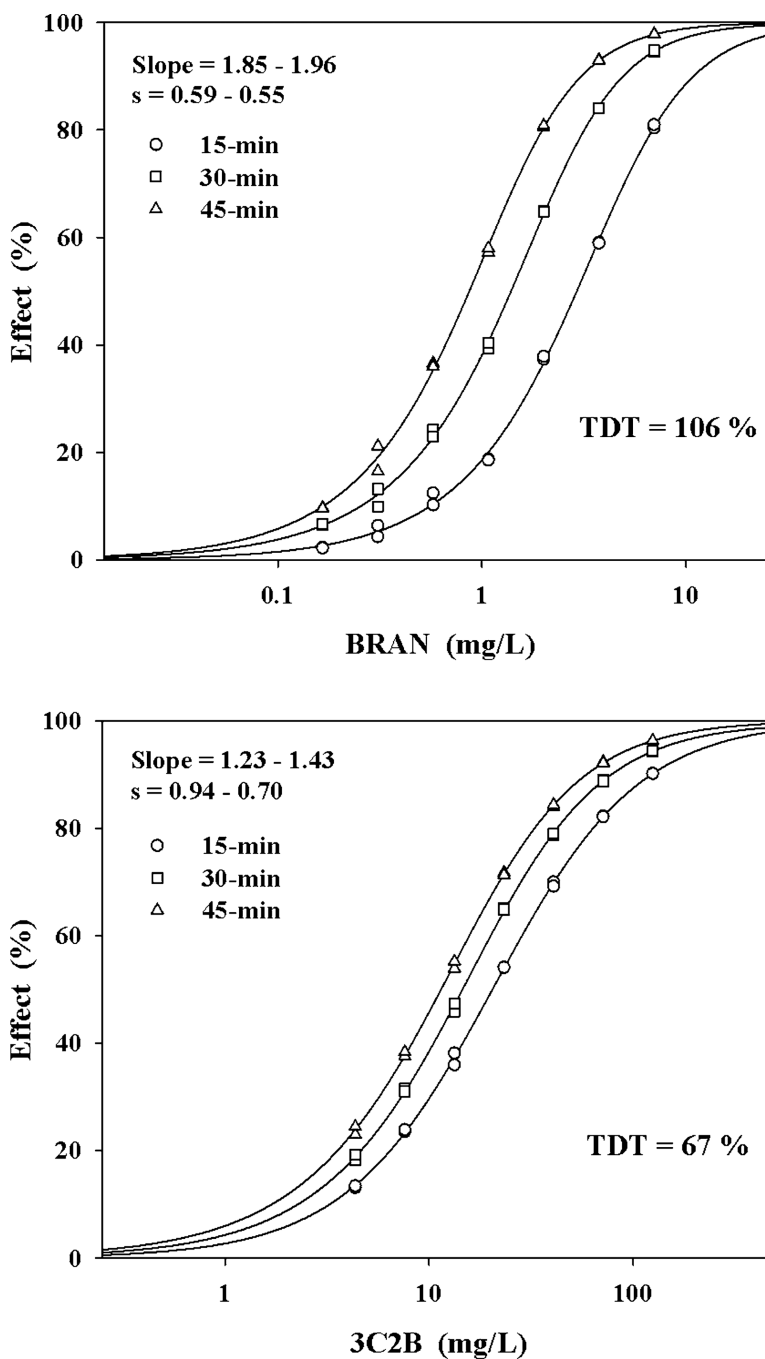 100
80
60
40
20
0
Effect (%)
Slope = 1.85 - 1.96
s = 0.59 - 0.55
15-min
30-min
45-min
TDT = 106 %
0.1
1
10
BRAN (mg/L)
100
80
60
40
20
0
Effect (%)
Slope = 1.23 - 1.43
s = 0.94 - 0.70
15-min
30-min
45-min
TDT = 67 %
1
10
100
3C2B (mg/L)